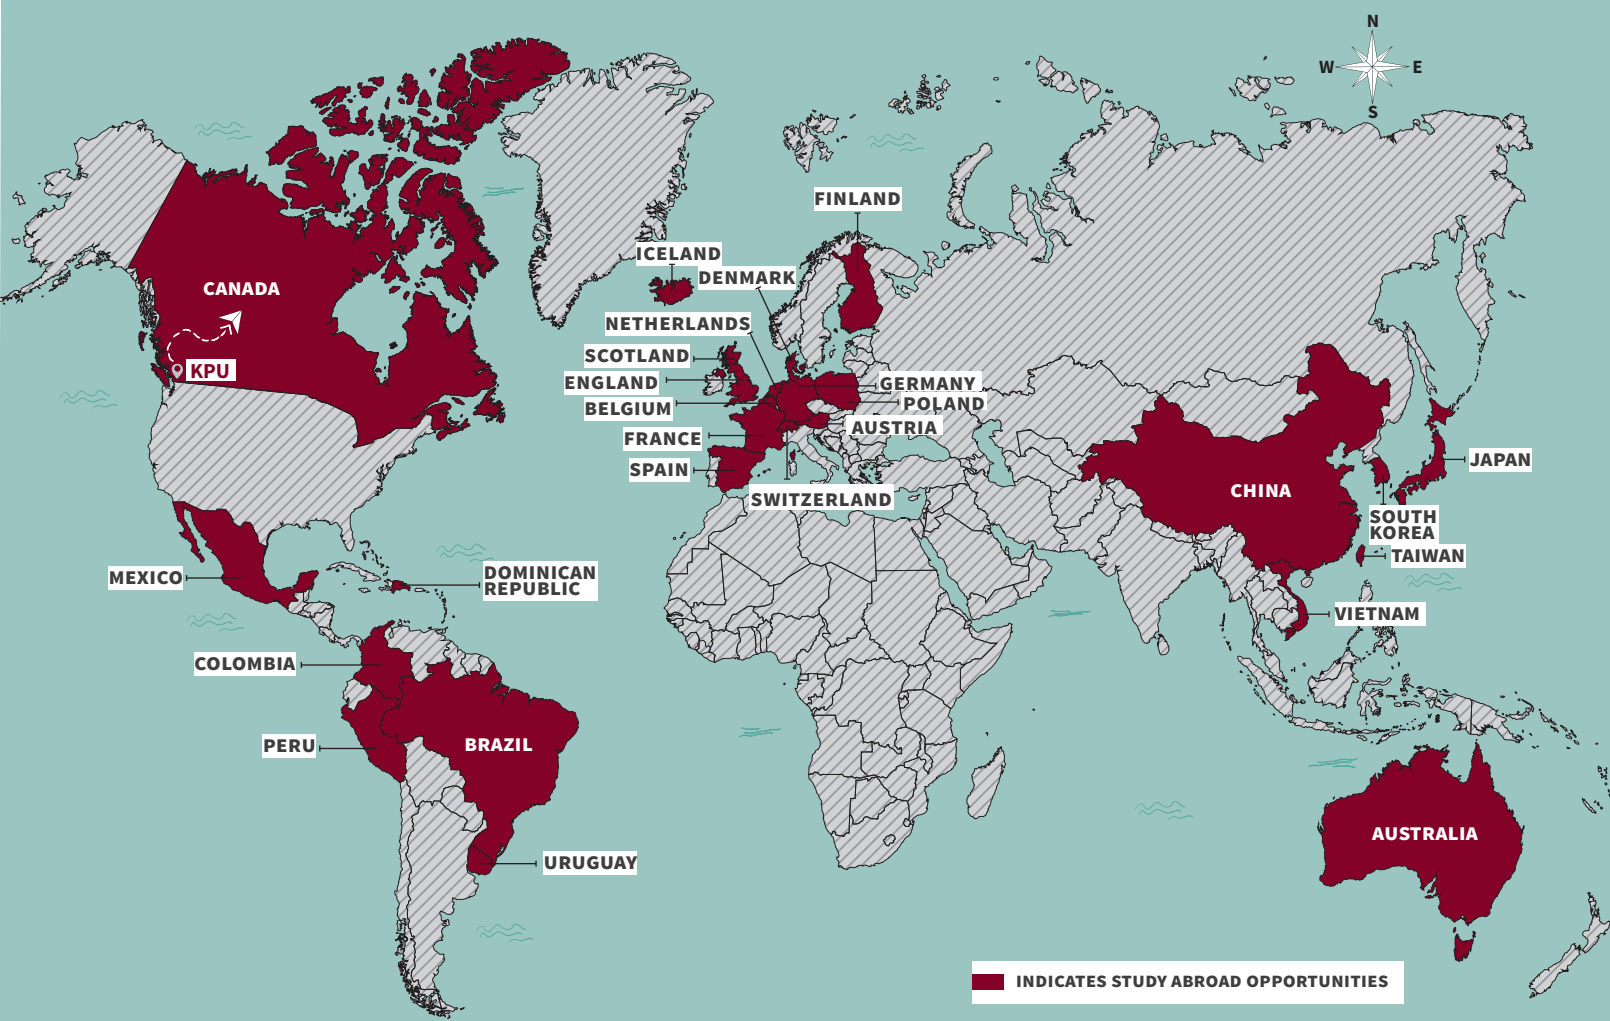 N
W
E
S
FINLAND
ICELAND
DENMARK
CANADA
NETHERLANDS
SCOTLAND
KPU
ENGLAND
GERMANY
POLAND
BELGIUM
AUSTRIA
FRANCE
SPAIN
JAPAN
CHINA
SWITZERLAND
SOUTH
KOREA
TAIWAN
MEXICO
DOMINICAN
REPUBLIC
VIETNAM
COLOMBIA
PERU
BRAZIL
AUSTRALIA
URUGUAY
INDICATES STUDY ABROAD OPPORTUNITIES